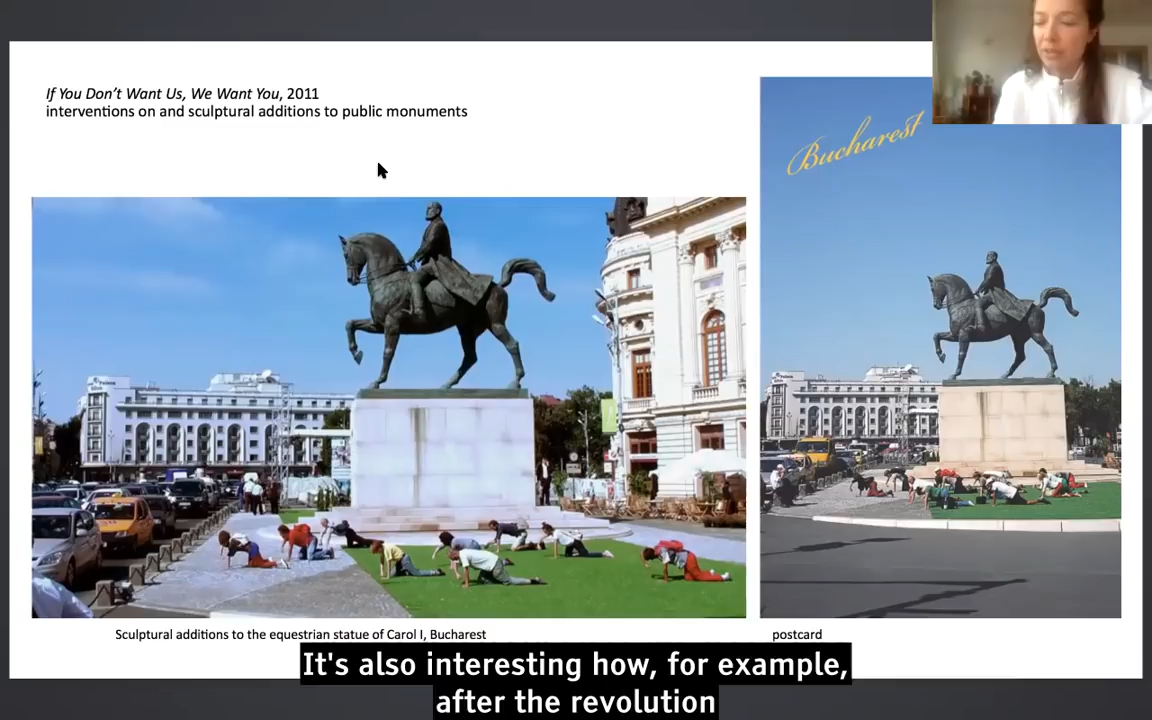 If You Don't Want Us, We Want You, 2011
interventions on and sculptural additions to public monuments
Bucharest
Sculptural additions to the equestrian statue of Carol I, Bucharest
postcard
It's also interesting how, for example,
after the revolution